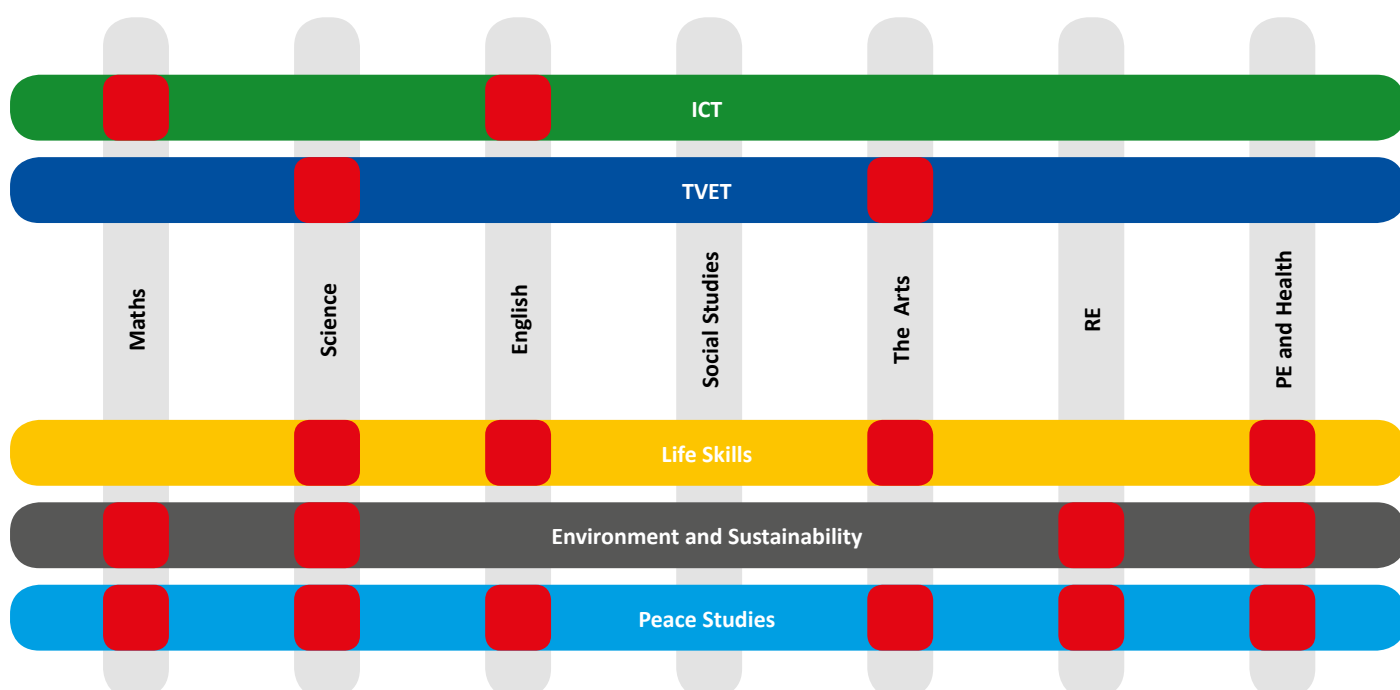 ICT
TVET
Maths
Science
English
Social Studies
The Arts
RE
PE and Health
Life Skills
Environment and Sustainability
Peace Studies